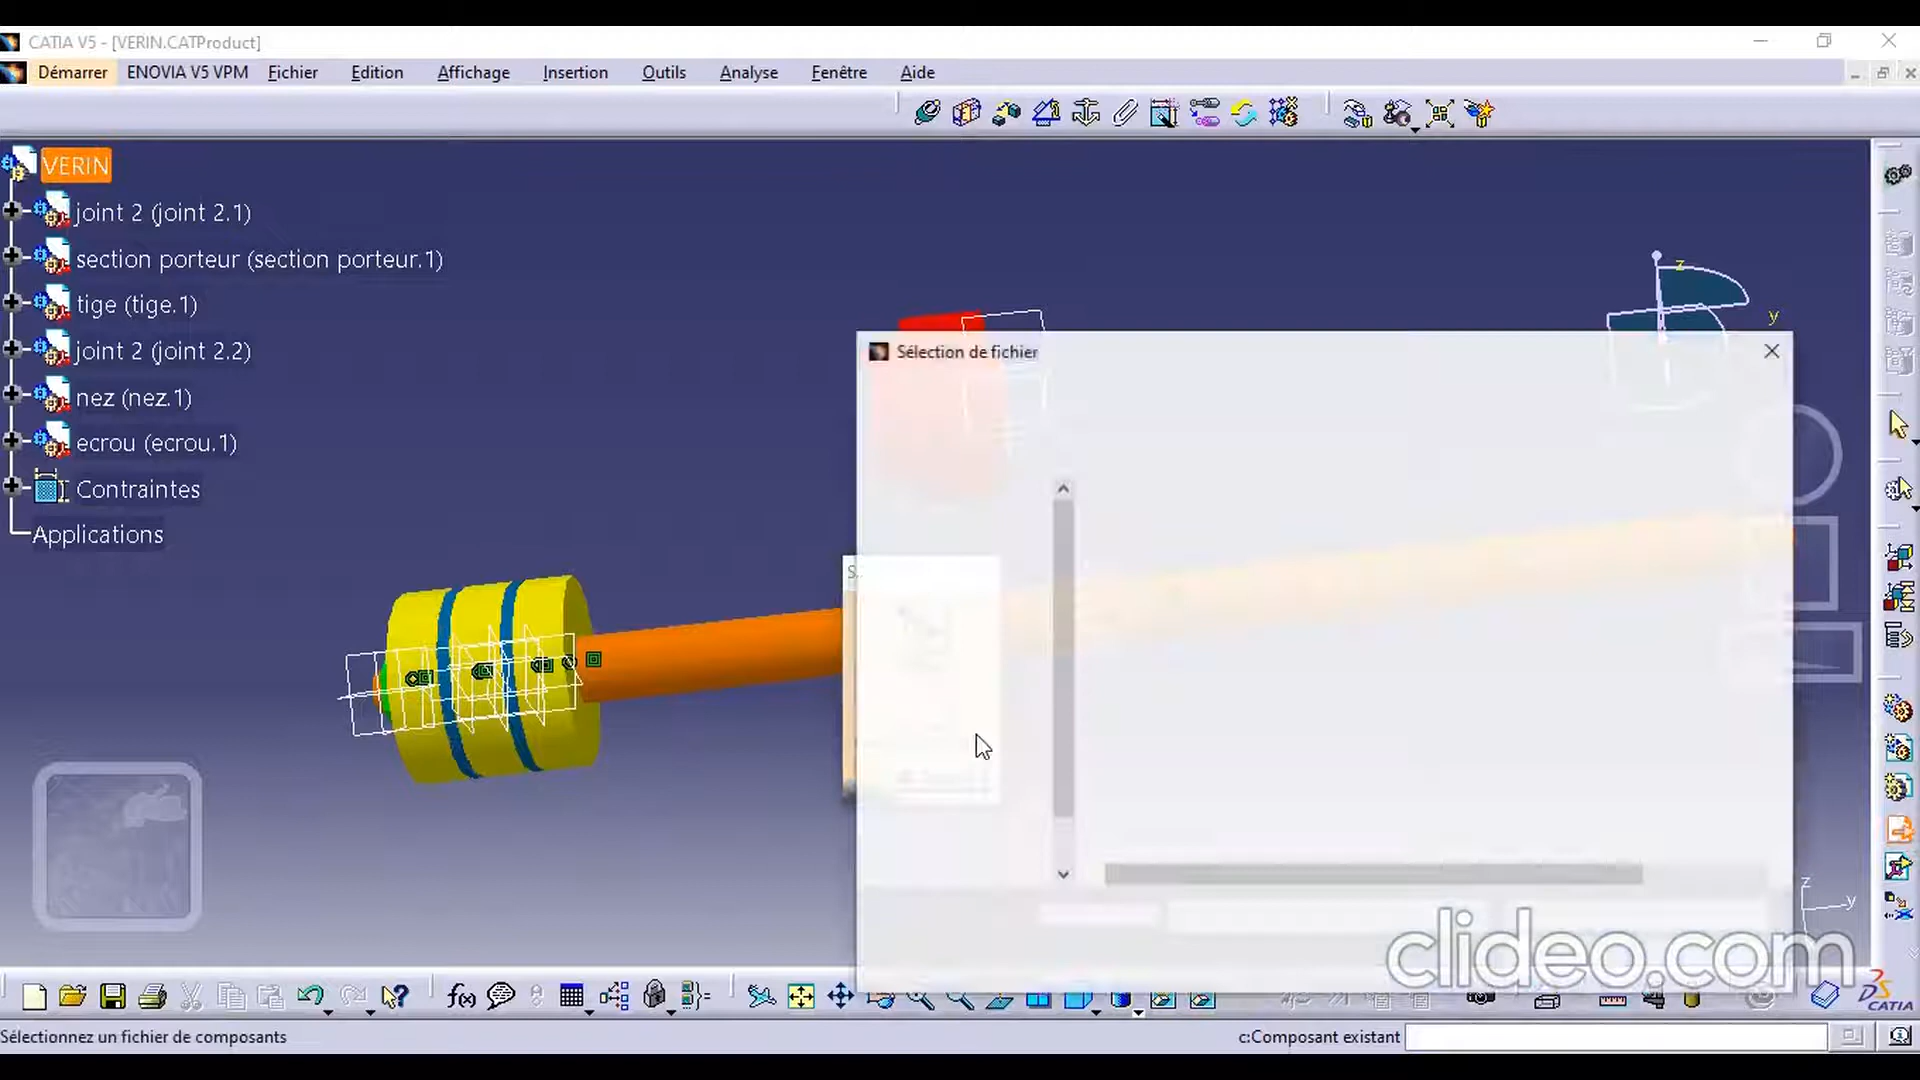 CATIA V5 - [VERIN.CATProduct]
Démarrer ENOVIA V5 VPM Fichier Edition Affichage Insertion Outils Analyse Fenêtre Aide
VERIN
joint 2 (joint 2.1)
section porteur (section porteur.1)
tige (tige.1)
joint 2 (joint 2.2)
nez (nez.1)
ecrou (ecrou.1)
Contraintes
Applications
z
y
Sélection de fichier
S.
z
y
clideo.com
f(x)
CATIA
Sélectionnez un fichier de composants
c:Composant existant